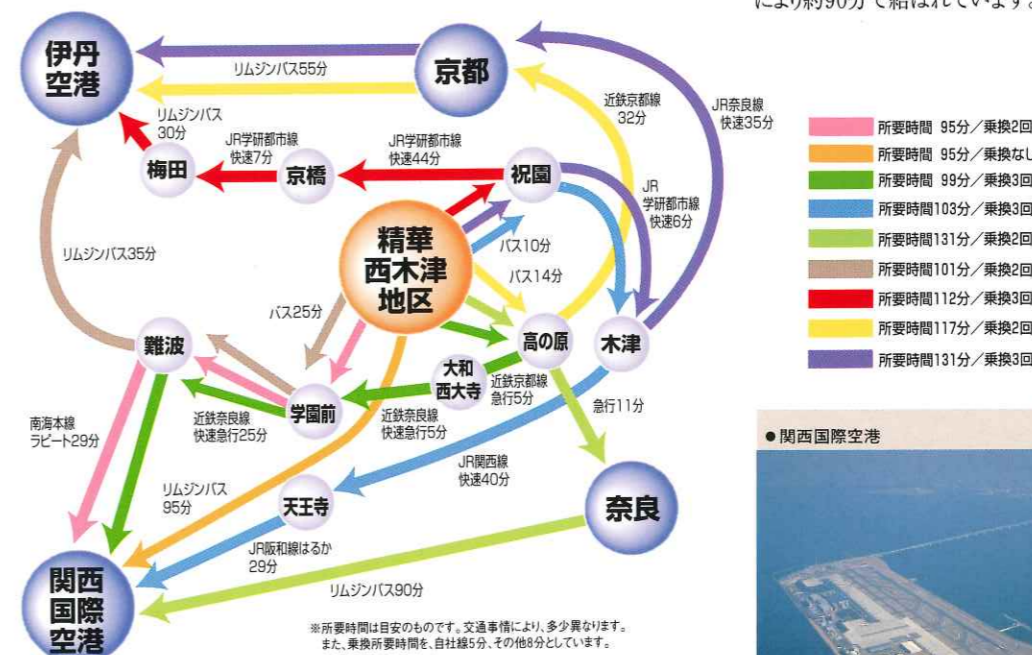 により約90分で結ばれています。
伊丹
空港
リムジンバス55分
京都
近鉄京都線
32分
JR奈良線
快速35分
リムジンバス
30分
梅田
JR学研都市線
快速7分
京橋
JR学研都市線
快速44分
祝園
JR
学研都市線
快速6分
精華
西木津
地区
バス10分
バス14分
リムジンバス35分
バス25分
難波
高の原
木津
大和
西大寺
近鉄京都線
急行5分
学園前
近鉄奈良線
快速急行25分
近鉄奈良線
快速急行5分
急行11分
南海本線
ラピート29分
リムジンバス
95分
JR関西線
快速40分
天王寺
奈良
JR阪和線はるか
29分
リムジンバス90分
関西
国際
空港
※所要時間は目安のものです。交通事情により、多少異なります。
また、乗換所要時間を、自社線5分、その他8分としています。
所要時間 95分/乗換2回
所要時間 95分/乗換なし
所要時間 99分/乗換3回
所要時間103分/乗換3回
所要時間131分/乗換2回
所要時間101分/乗換2回
所要時間112分/乗換3回
所要時間117分/乗換2回
所要時間131分/乗換3回
●関西国際空港